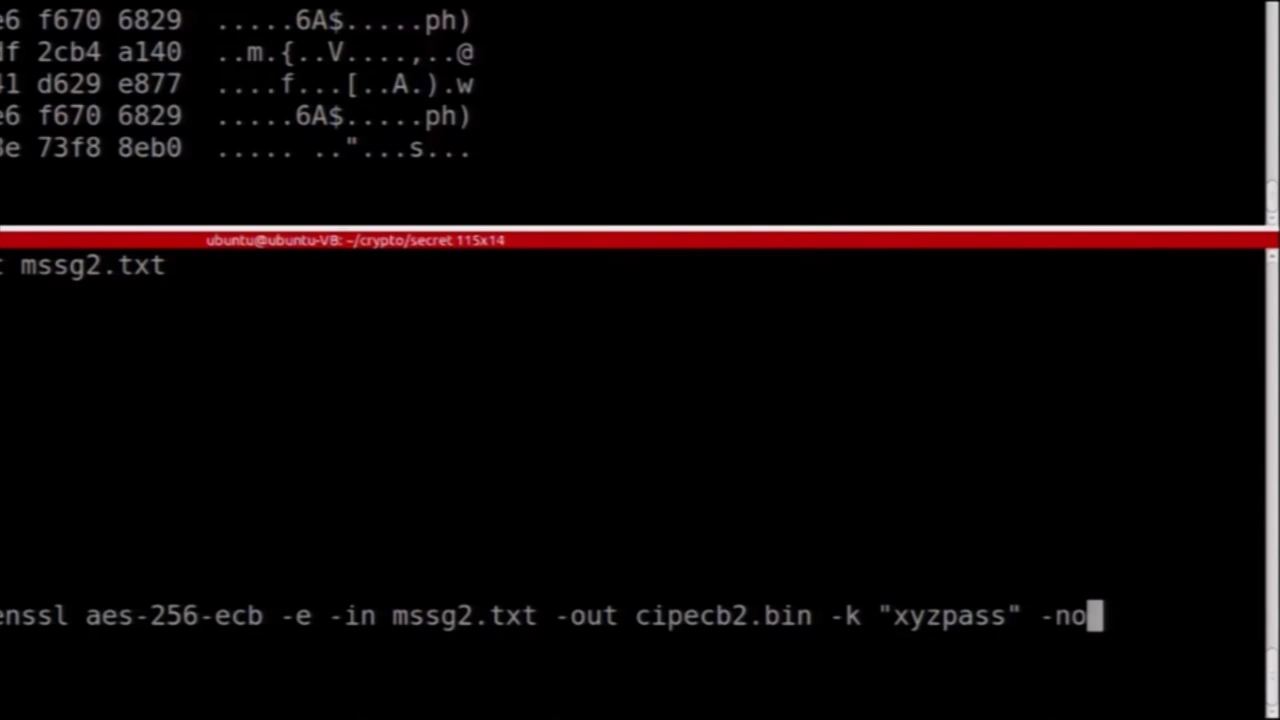 e6 f670 6829  .....6A$.....ph)
df 2cb4 a140  ..m.{..V....,..@
41 d629 e877  ....f...[..A.).w
e6 f670 6829  .....6A$.....ph)
3e 73f8 8eb0  ..... .."...s...
ubuntu@ubuntu-VB: ~/crypto/secret 115x14
t mssg2.txt
enssl aes-256-ecb -e -in mssg2.txt -out cipecb2.bin -k "xyzpass" -no